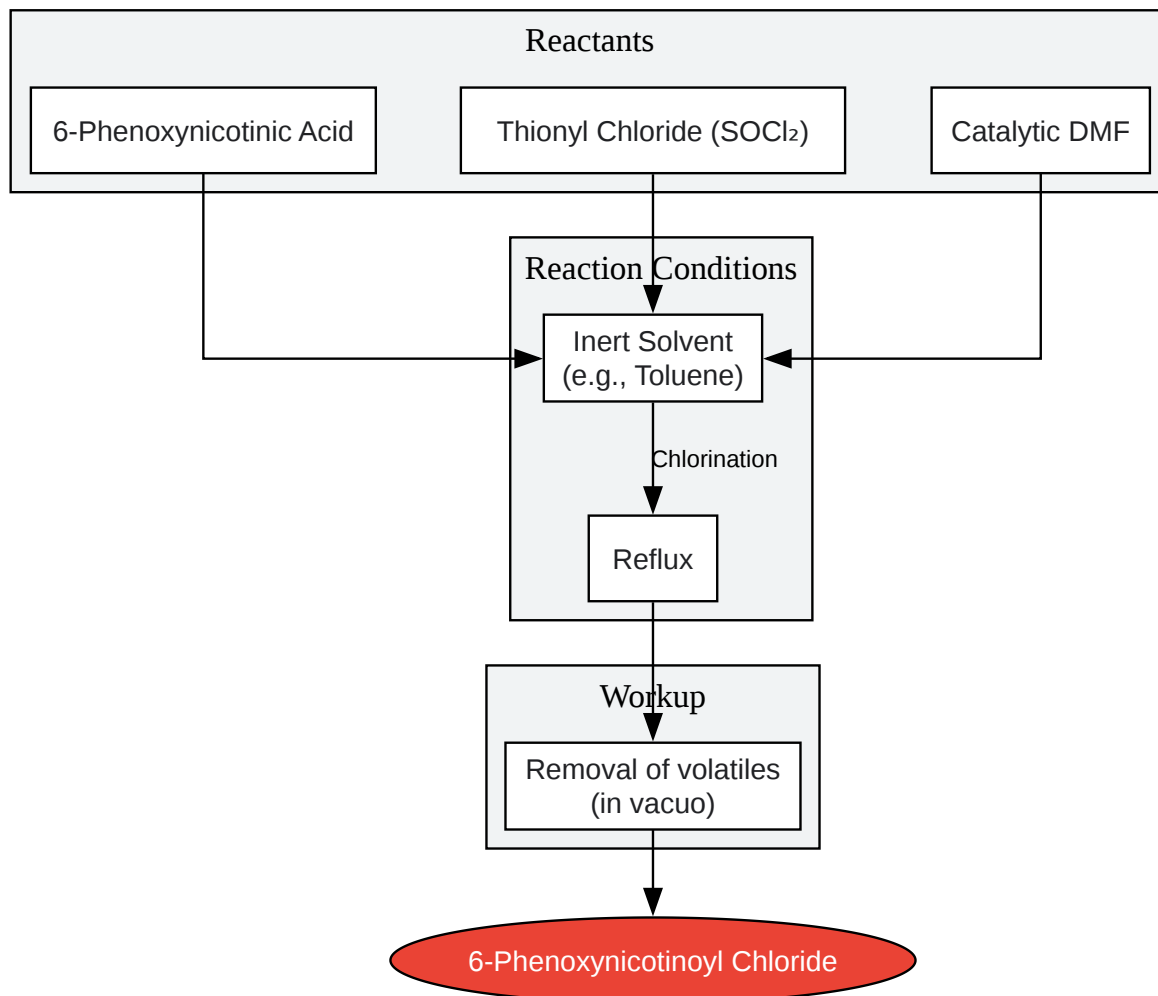 Reactants
6-Phenoxynicotinic Acid
Thionyl Chloride (SOCl₂)
Catalytic DMF
Reaction Conditions
Inert Solvent
(e.g., Toluene)
Chlorination
Reflux
Workup
Removal of volatiles
(in vacuo)
6-Phenoxynicotinoyl Chloride